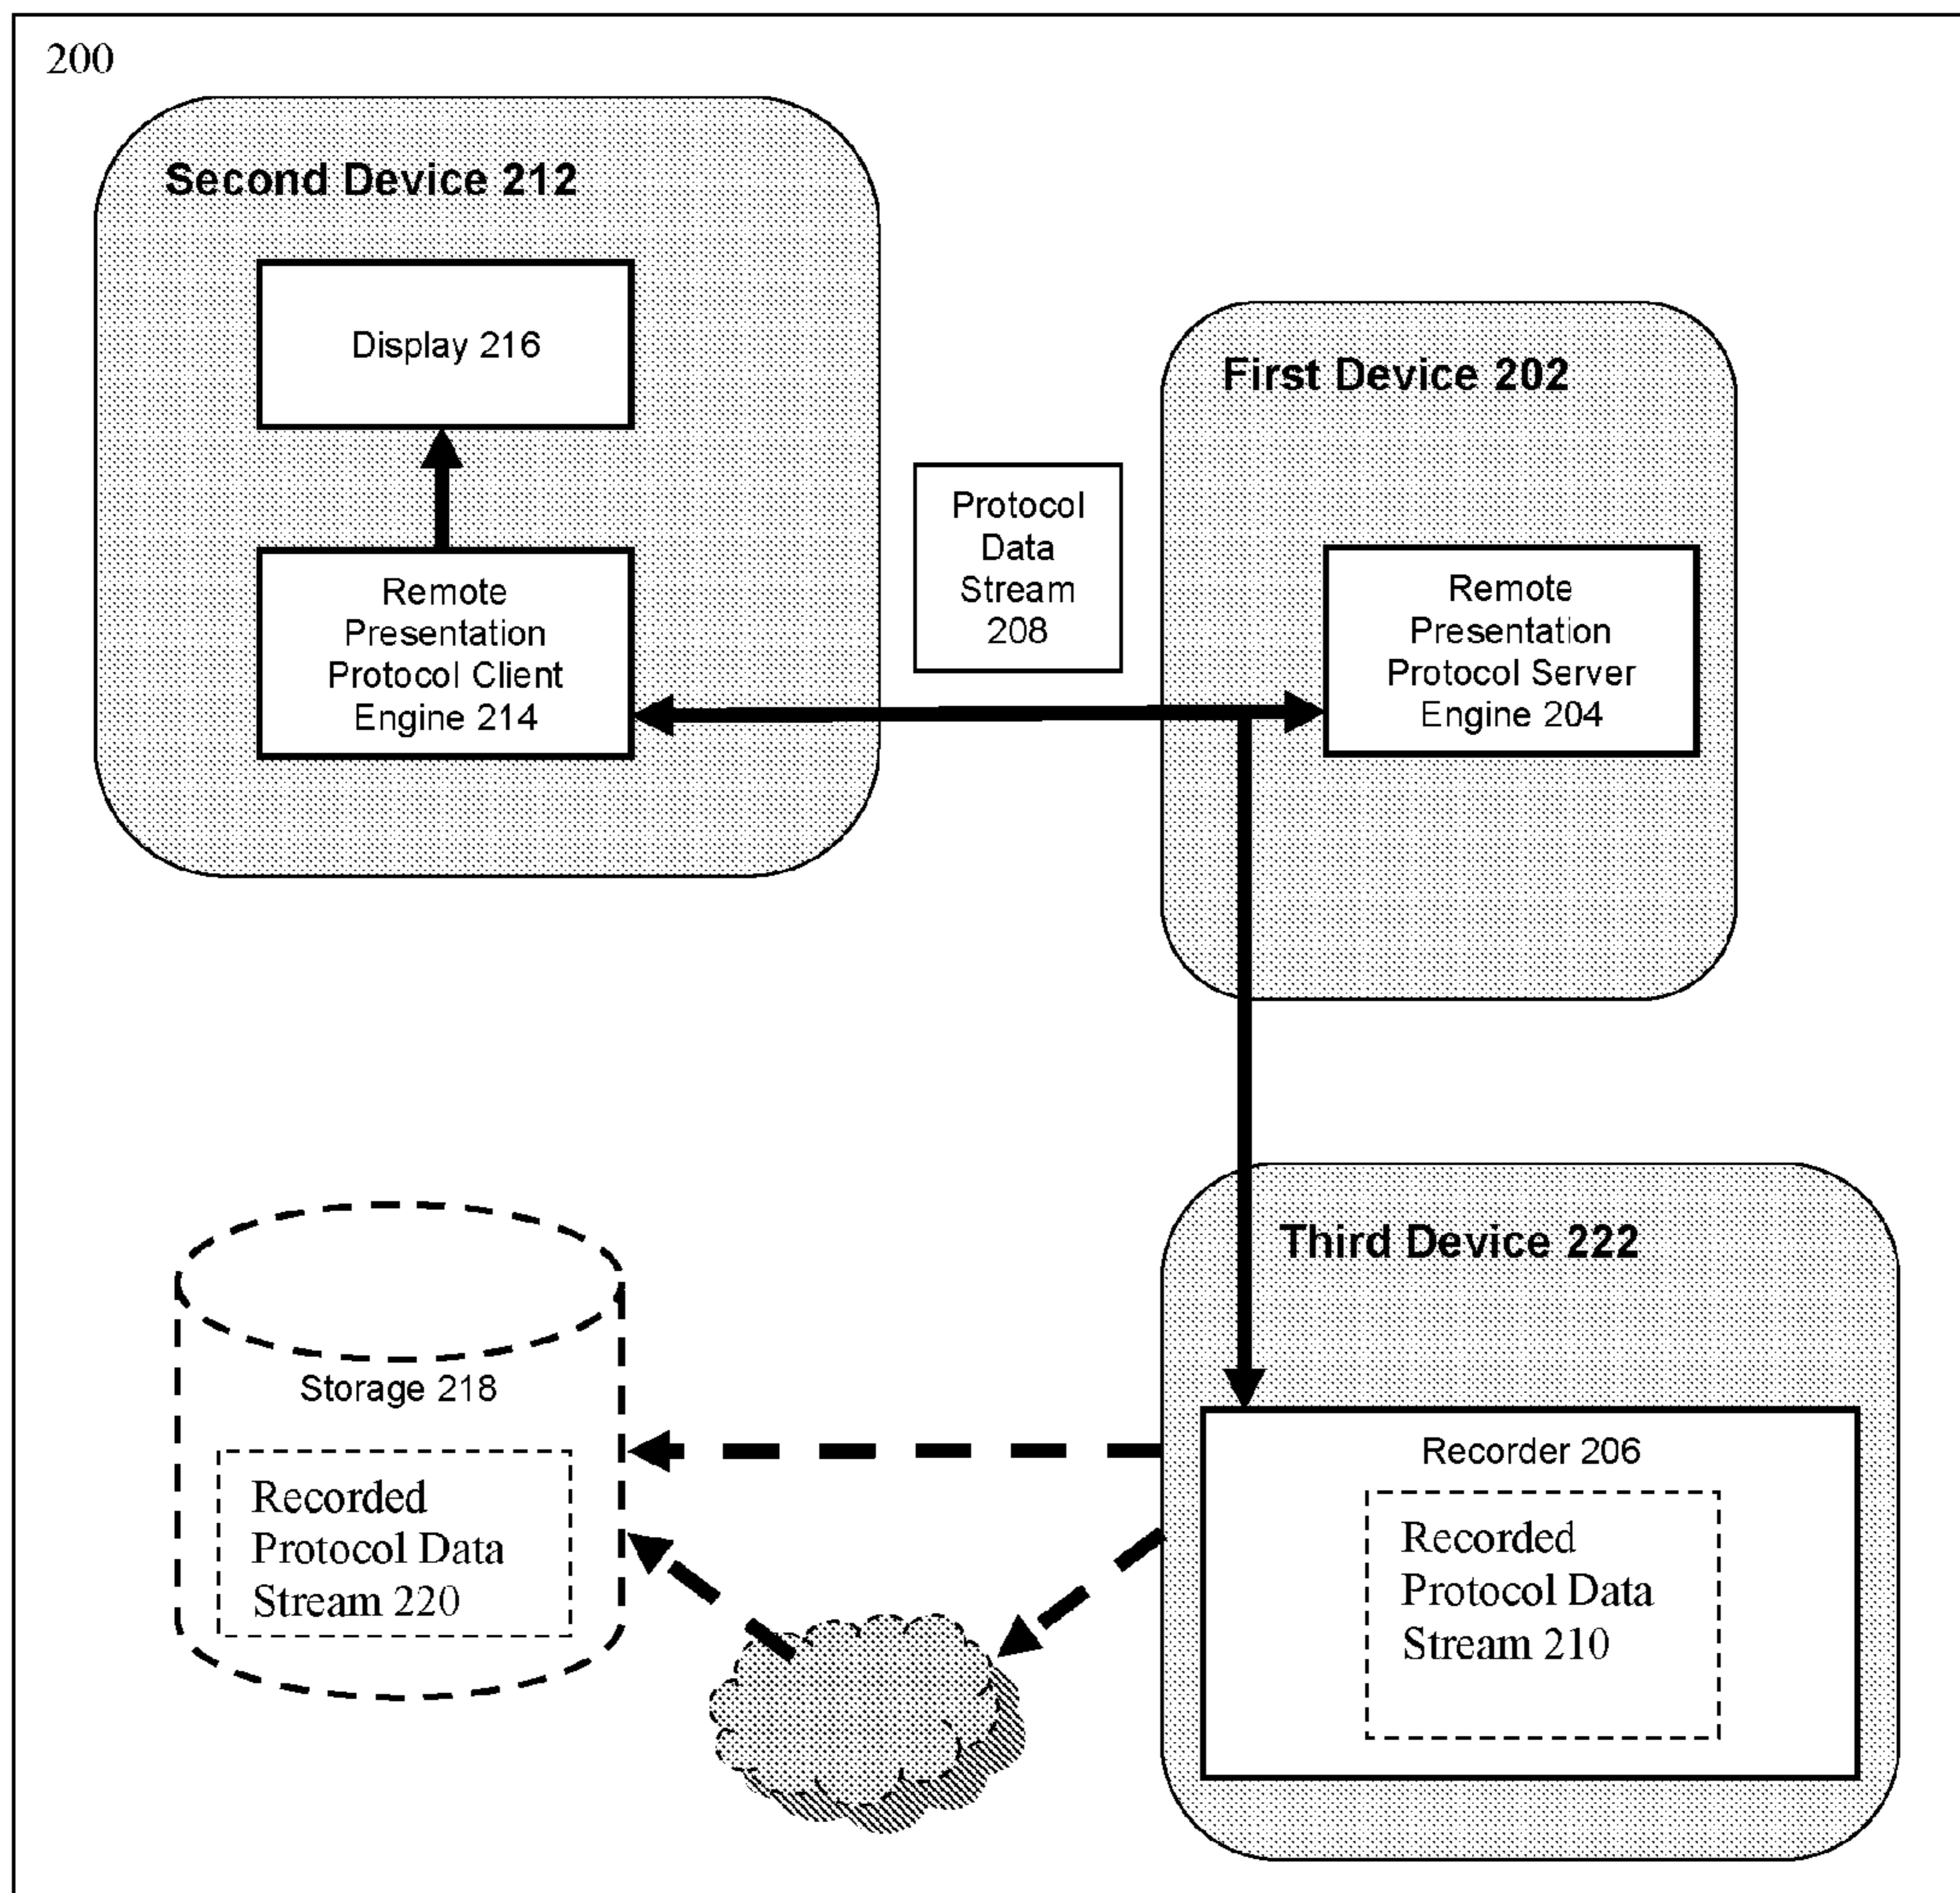 200
Second Device 212
Display 216
Remote
Presentation
Protocol Client
Engine 214
Protocol
Data
Stream
208
First Device 202
Remote
Presentation
Protocol Server
Engine 204
Storage 218
Recorded
Protocol Data
Stream 220
Third Device 222
Recorder 206
Recorded
Protocol Data
Stream 210